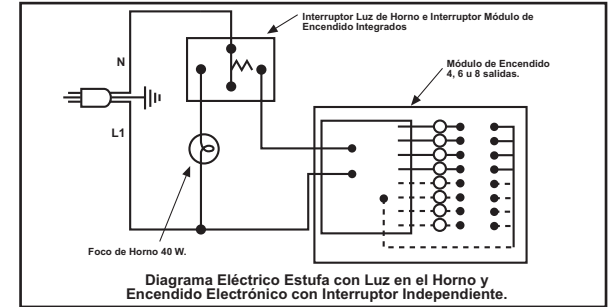 Interruptor Luz de Horno e Interruptor Módulo de
Encendido Integrados
N
Módulo de Encendido
4, 6 u 8 salidas.
L1
Foco de Horno 40 W.
Diagrama Eléctrico Estufa con Luz en el Horno y
Encendido Electrónico con Interruptor Independiente.